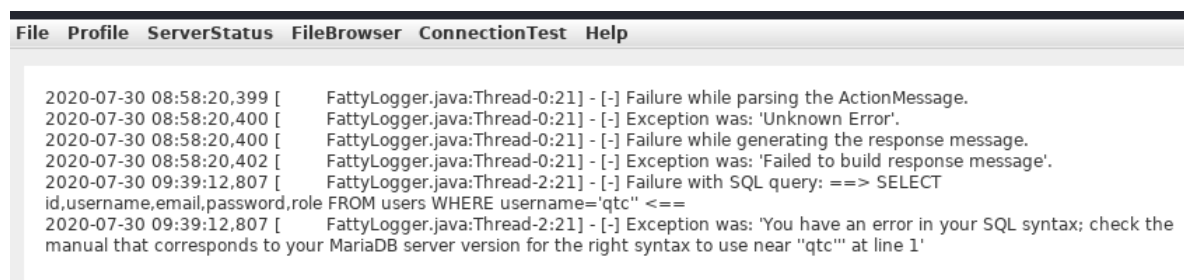 File Profile ServerStatus FileBrowser ConnectionTest Help
2020-07-30 08:58:20,399 [ FattyLogger.java:Thread-0:21] - [-] Failure while parsing the ActionMessage.
2020-07-30 08:58:20,400 [ FattyLogger.java:Thread-0:21] - [-] Exception was: 'Unknown Error'.
2020-07-30 08:58:20,400 [ FattyLogger.java:Thread-0:21] - [-] Failure while generating the response message.
2020-07-30 08:58:20,402 [ FattyLogger.java:Thread-0:21] - [-] Exception was: 'Failed to build response message'.
2020-07-30 09:39:12,807 [ FattyLogger.java:Thread-2:21] - [-] Failure with SQL query: ==> SELECT
id,username,email,password,role FROM users WHERE username='qtc'' <==
2020-07-30 09:39:12,807 [ FattyLogger.java:Thread-2:21] - [-] Exception was: 'You have an error in your SQL syntax; check the
manual that corresponds to your MariaDB server version for the right syntax to use near ''qtc''' at line 1'